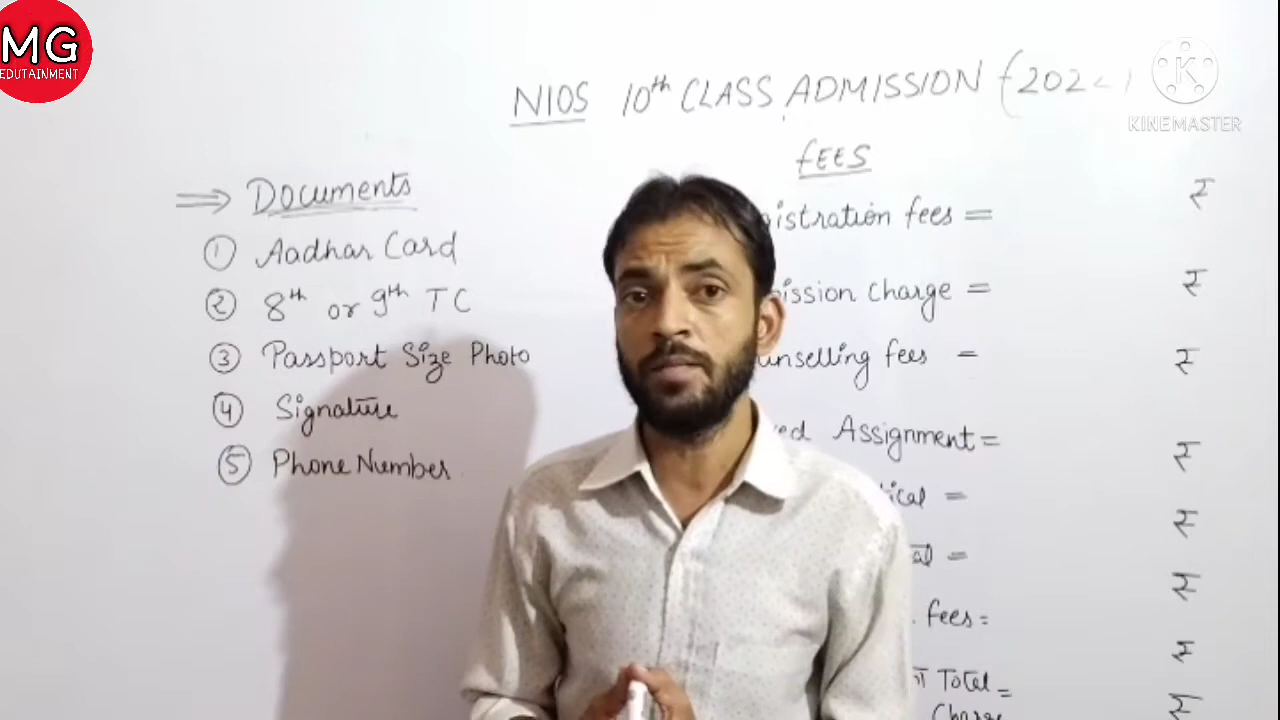 MG
EDUTAINMENT
NIOS 10th CLASS ADMISSION (202
KINEMASTER
FEES
⇒ Documents
① Aadhar Card
② 8th or 9th TC
③ Passport Size Photo
④ Signature
⑤ Phone Number
istration fees = ₹
ission charge = ₹
unselling fees = ₹
ed Assignment = ₹
ical = ₹
al = ₹
. fees = ₹
Total = ₹
Charge